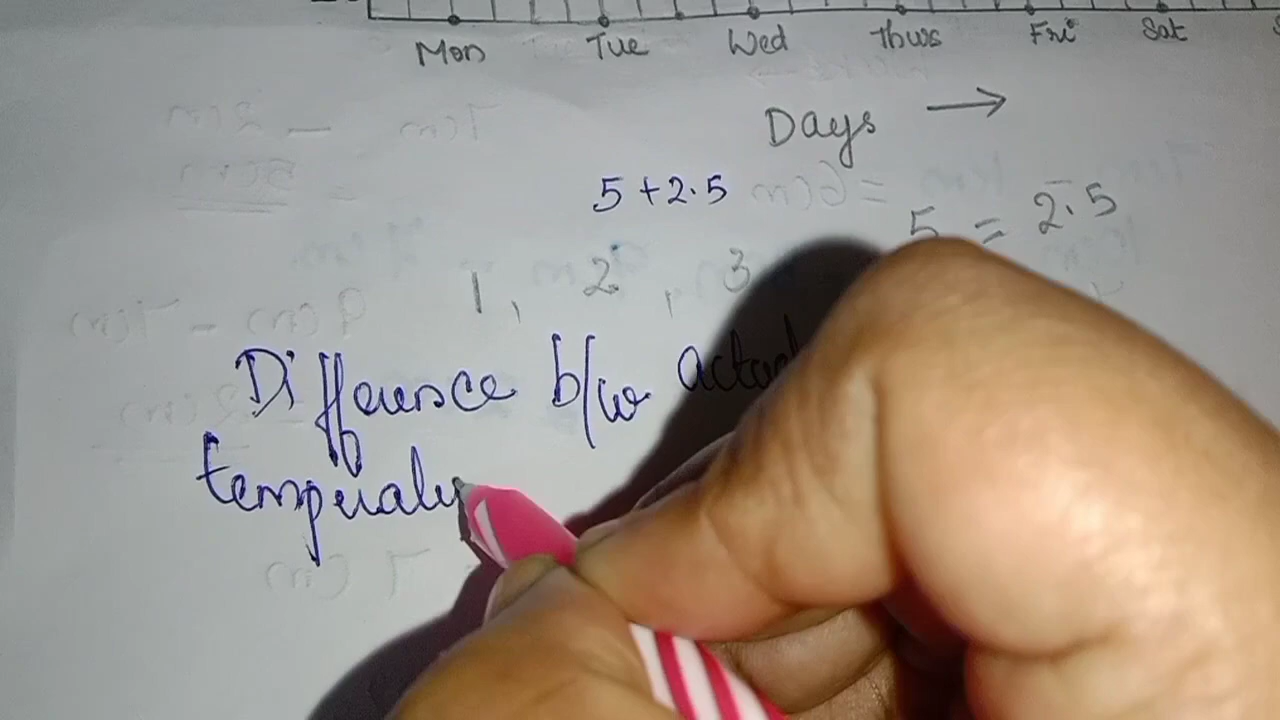 Mon Tue Wed Thurs Fri Sat
Days →
5 + 2.5
5 = 2.5
1, 2, 3
Difference b/w actual
temperatu